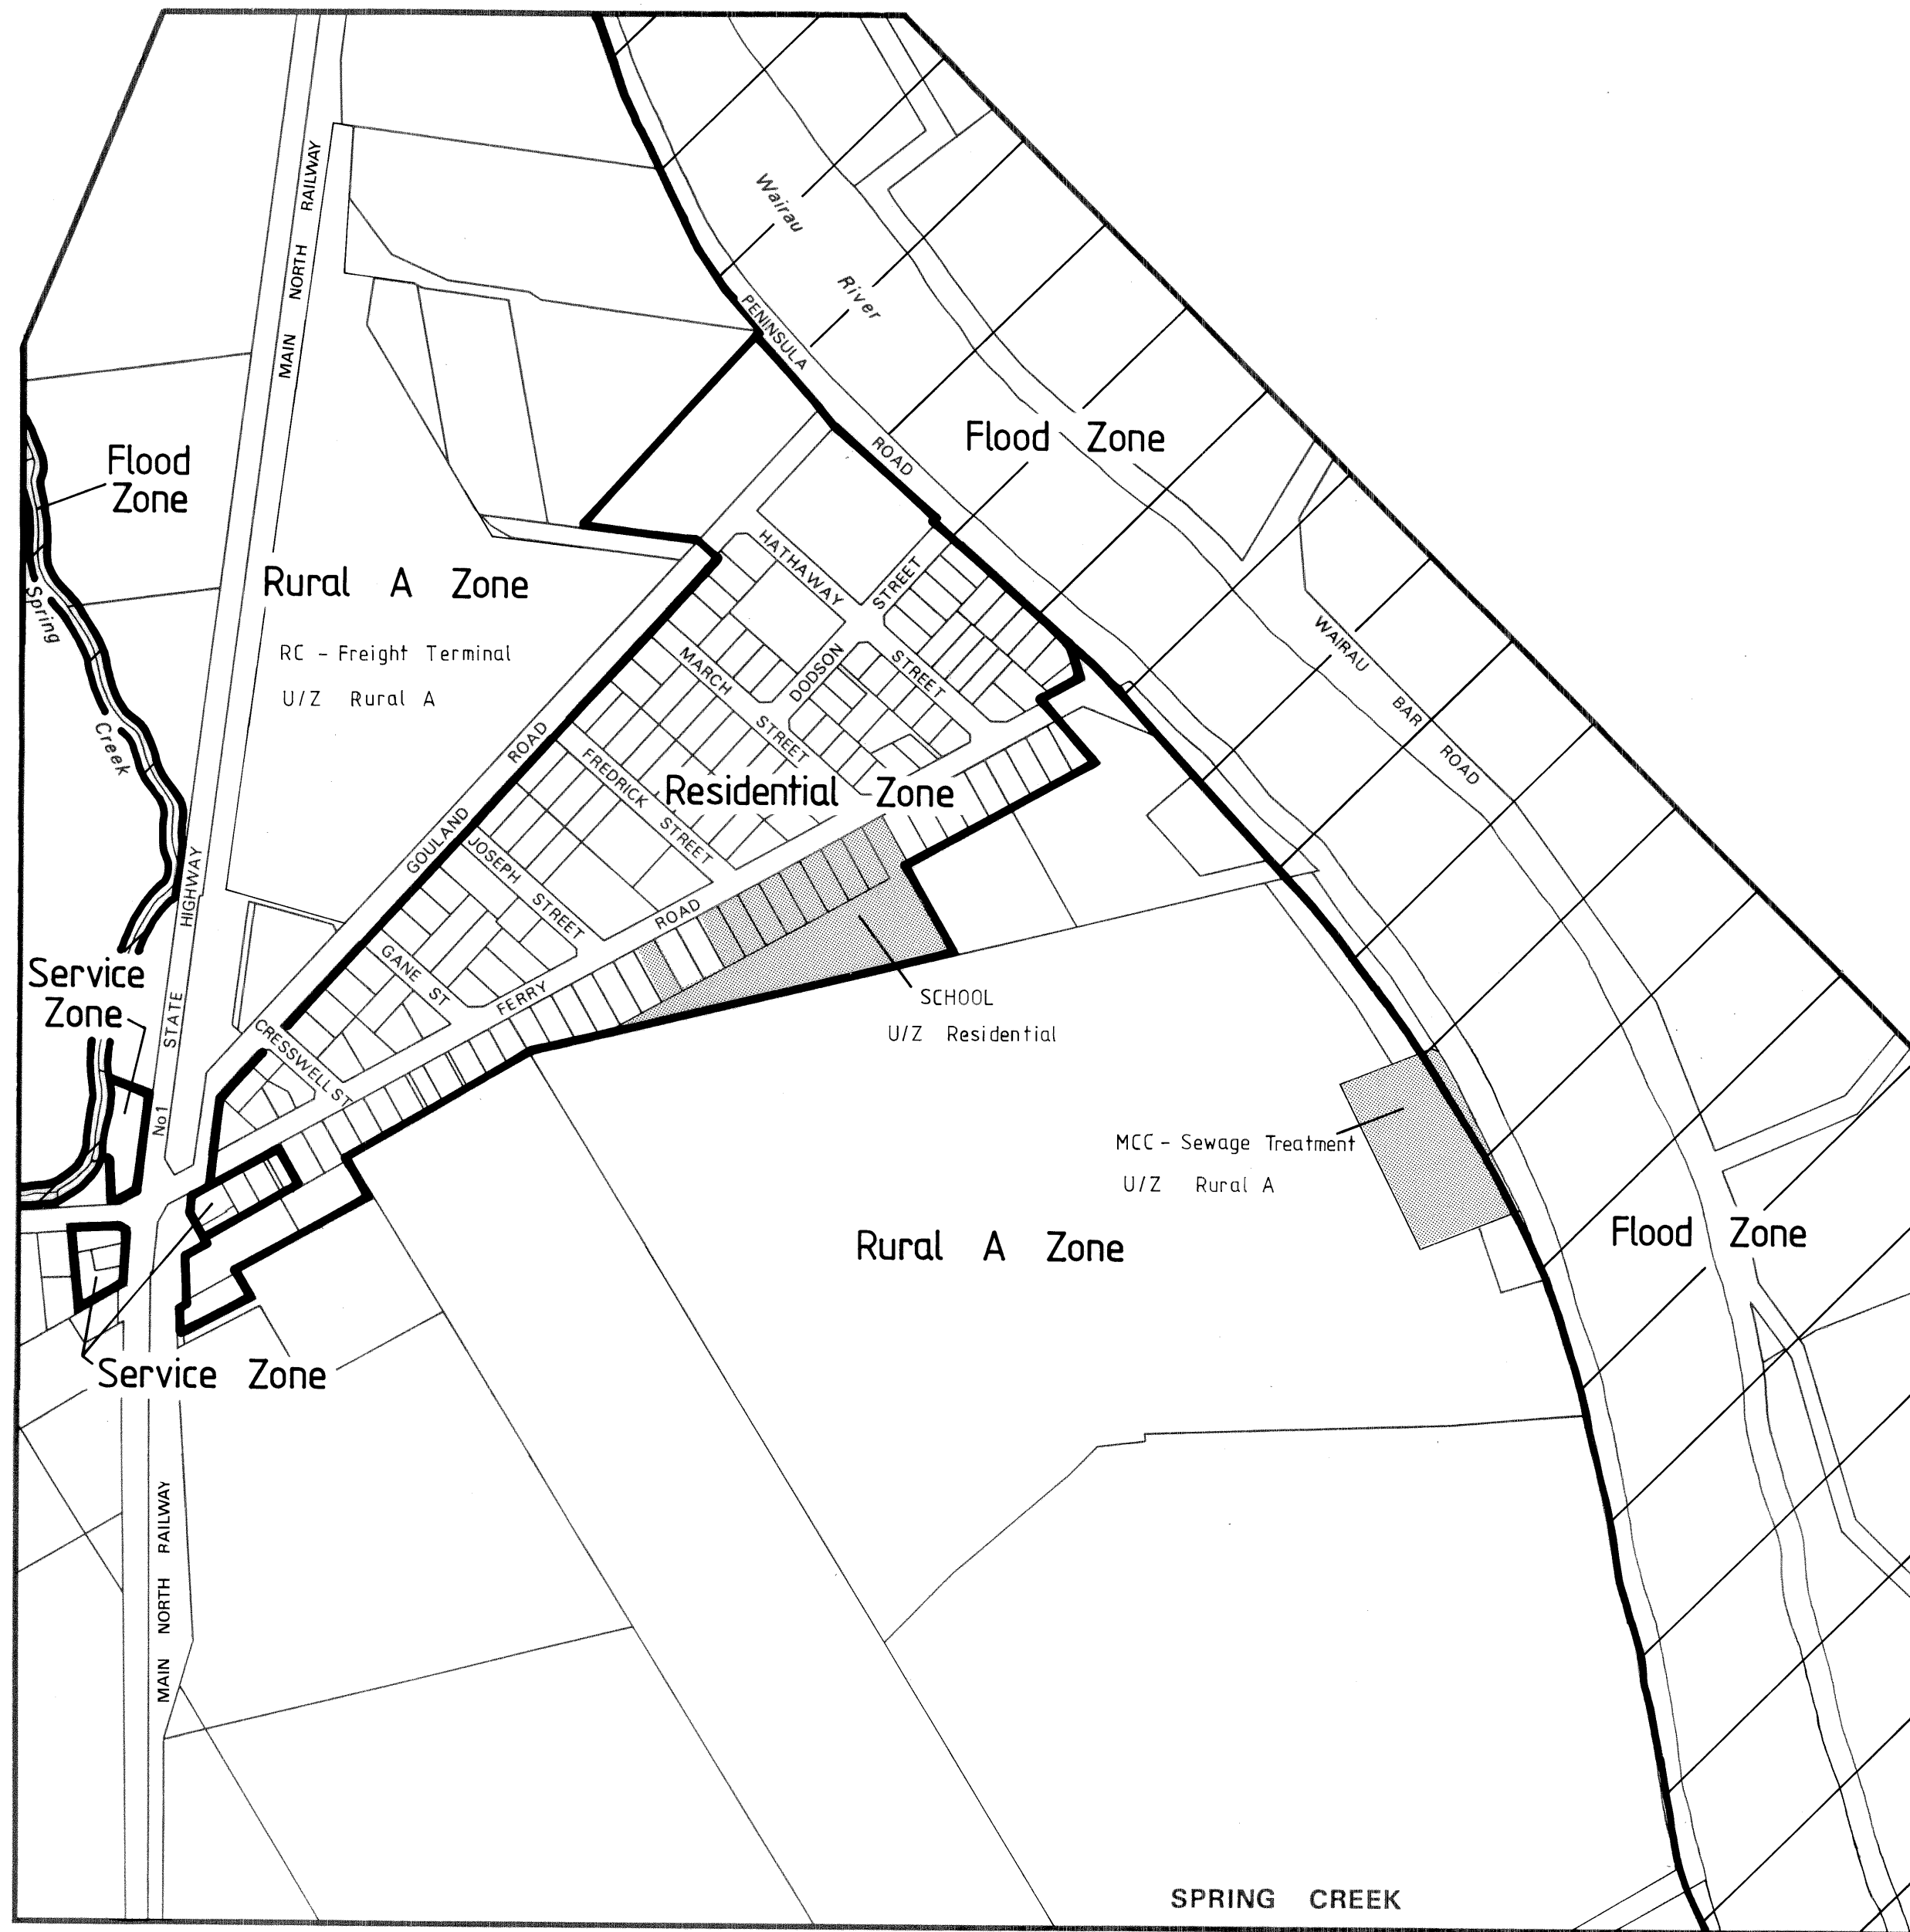 MAIN NORTH RAILWAY
Wairau
River
PENINSULA
ROAD
Flood Zone
Flood
Zone
HATHAWAY
STREET
Rural A Zone
Spring
RC - Freight Terminal
U/Z Rural A
MARCH
STREET
DODSON
STREET
WAIRAU BAR ROAD
Creek
GOULAND ROAD
FREDRICK
STREET
Residential Zone
JOSEPH STREET
STATE HIGHWAY
No1
FERRY ROAD
GANE ST
Service
Zone
SCHOOL
U/Z Residential
CRESSWELL ST
MCC - Sewage Treatment
U/Z Rural A
Rural A Zone
Flood Zone
Service Zone
MAIN NORTH RAILWAY
SPRING CREEK